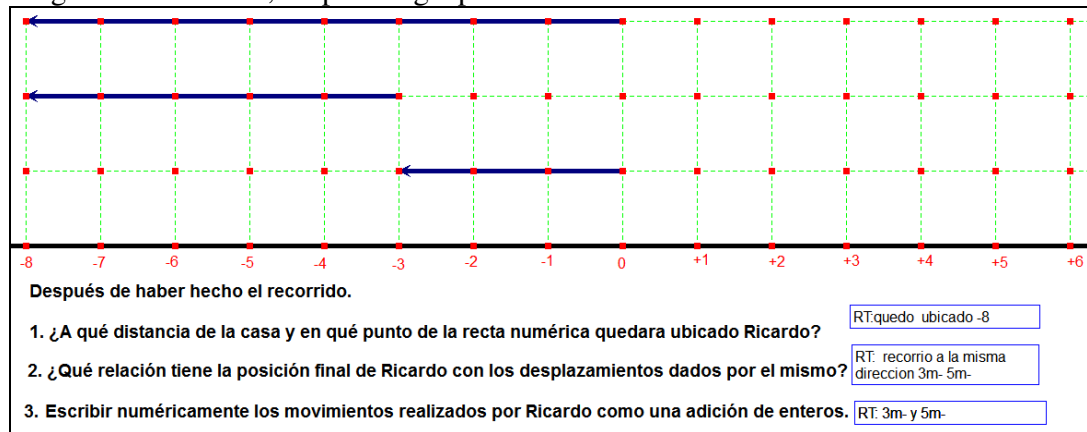 -8 -7 -6 -5 -4 -3 -2 -1 0 +1 +2 +3 +4 +5 +6
Después de haber hecho el recorrido.
1. ¿A qué distancia de la casa y en qué punto de la recta numérica quedara ubicado Ricardo?
RT:quedo ubicado -8
2. ¿Qué relación tiene la posición final de Ricardo con los desplazamientos dados por el mismo?
RT: recorrio a la misma
direccion 3m- 5m-
3. Escribir numéricamente los movimientos realizados por Ricardo como una adición de enteros.
RT: 3m- y 5m-